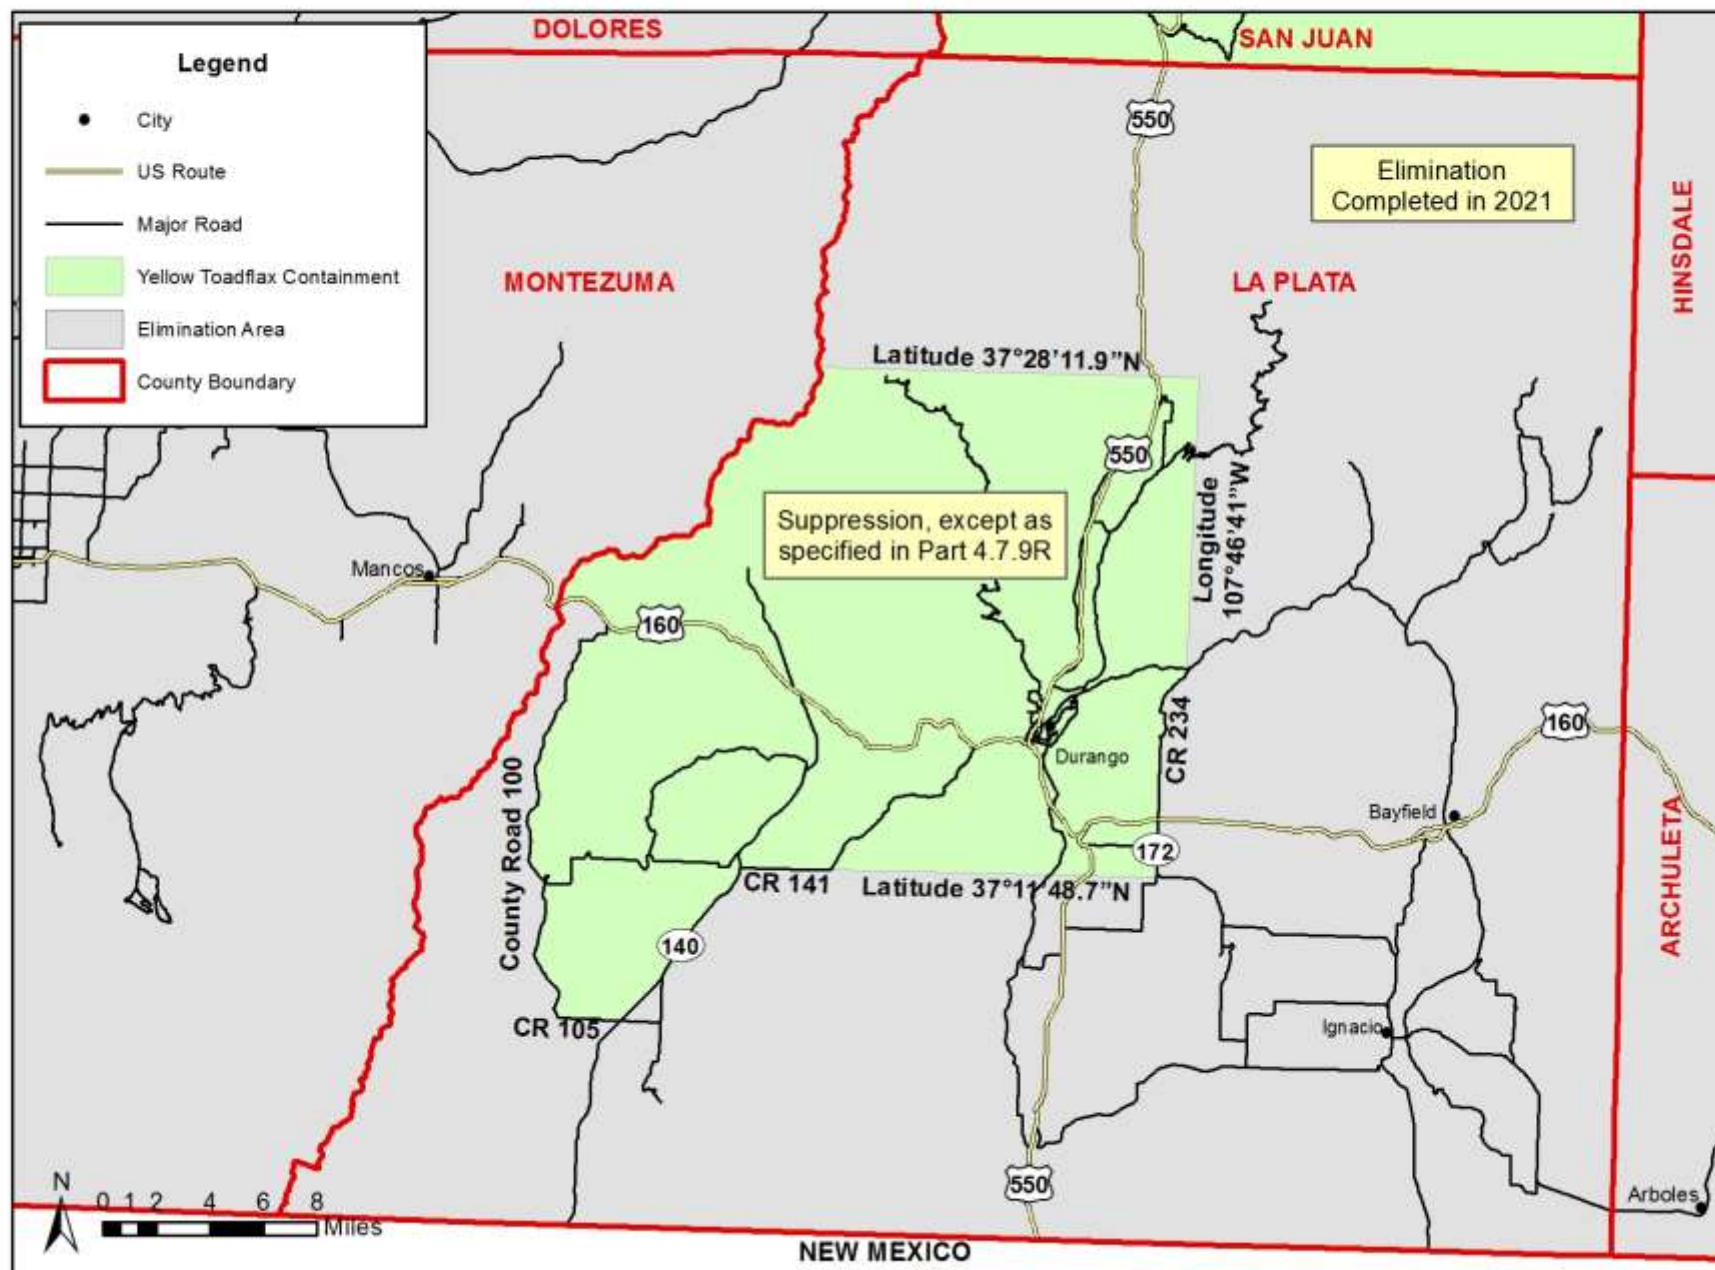 DOLORES
SAN JUAN
Legend
City
US Route
Major Road
Yellow Toadflax Containment
Elimination Area
County Boundary
550
Elimination
Completed in 2021
HINSDALE
MONTEZUMA
LA PLATA
Latitude 37°28'11.9"N
550
Longitude
107°46'41"W
Suppression, except as
specified in Part 4.7.9R
Mancos
160
CR 234
160
Durango
County Road 100
Bayfield
ARCHULETA
172
CR 141
Latitude 37°11'48.7"N
140
CR 105
Ignacio
550
Arboles
N
0 1 2 4 6 8
Miles
NEW MEXICO